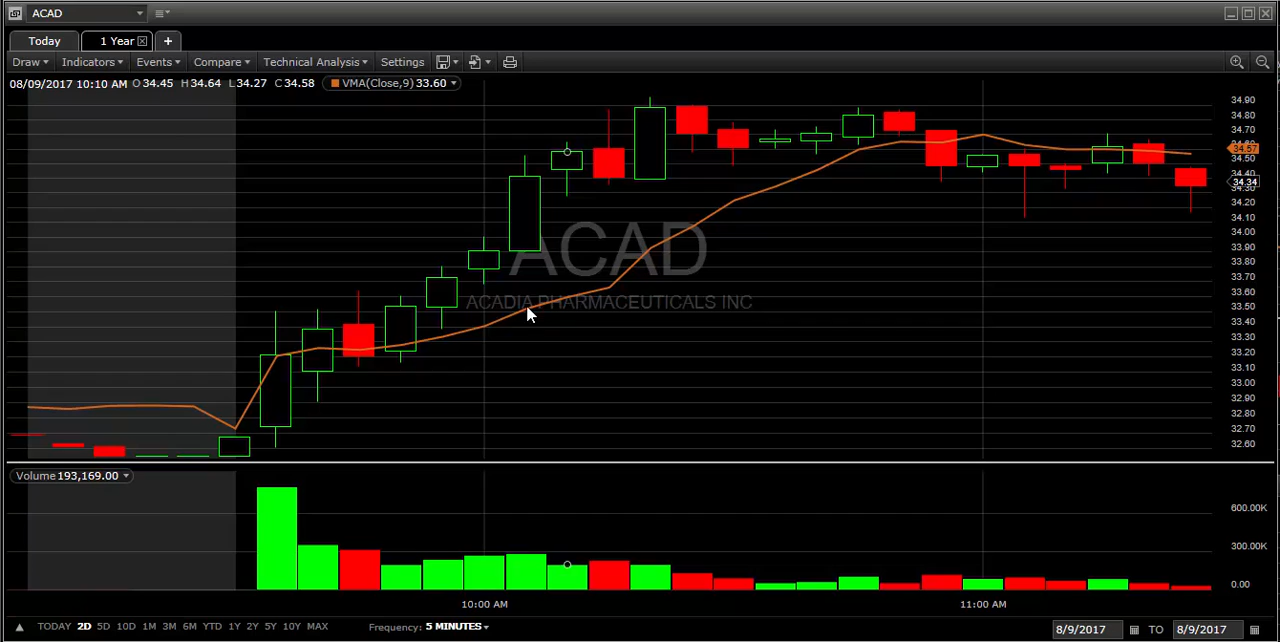 ACAD
Today 1 Year +
Draw Indicators Events Compare Technical Analysis Settings
08/09/2017 10:10 AM O 34.45 H 34.64 L 34.27 C 34.58 VMA(Close,9) 33.60
34.90
34.80
34.70
34.57
34.50
34.40
34.34
34.30
34.20
34.10
34.00
33.90
33.80
33.70
33.60
33.50
33.40
33.30
33.20
33.10
33.00
32.90
32.80
32.70
32.60
ACAD
ACADIA PHARMACEUTICALS INC
Volume 193,169.00
600.00K
300.00K
0.00
10:00 AM 11:00 AM
TODAY 2D 5D 10D 1M 3M 6M YTD 1Y 2Y 5Y 10Y MAX Frequency: 5 MINUTES 8/9/2017 TO 8/9/2017